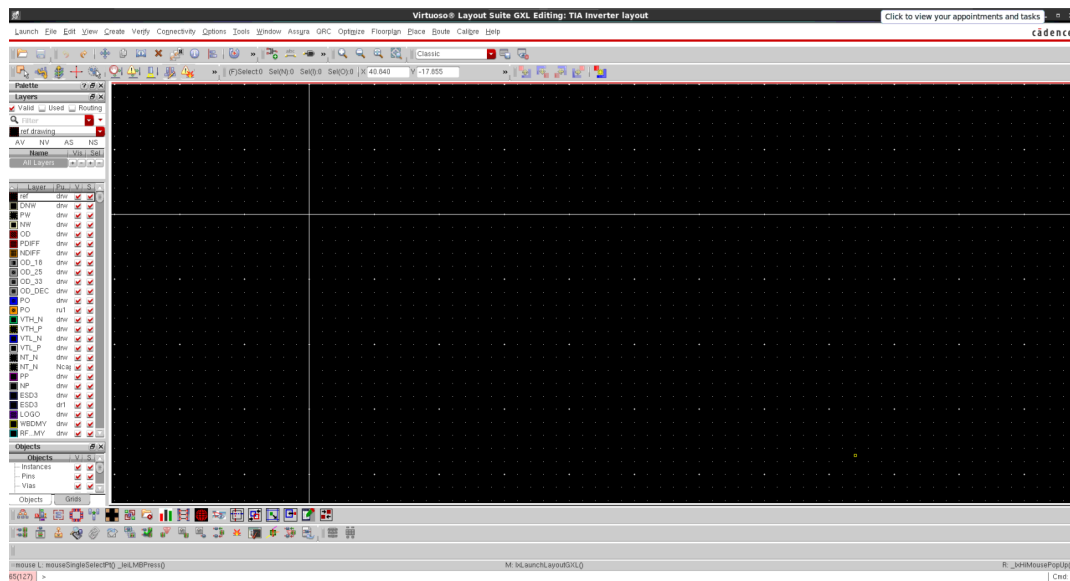 Virtuoso® Layout Suite GXL Editing: TIA Inverter layout
Click to view your appointments and tasks
Launch File Edit View Create Verify Connectivity Options Tools Window Assura QRC Optimize Floorplan Place Route Calibre Help
cādence
Classic
(F)Select:0 Sel(N):0 Sel(I):0 Sel(O):0 X 40.640 Y -17.655
Palette
Layers
Valid Used Routing
Filter
ref drawing
AV NV AS NS
Name Vis Sel
All Layers
Layer Pu V S
ref drw
DNW drw
PW drw
NW drw
OD drw
PDIFF drw
NDIFF drw
OD_18 drw
OD_25 drw
OD_33 drw
OD_DEC drw
PO drw
PO ru1
VTH_N drw
VTH_P drw
VTL_N drw
VTL_P drw
NT_N drw
NT_N Ncap
PP drw
NP drw
ESD3 drw
ESD3 dr1
LOGO drw
WBDMY drw
RF...MY drw
Objects
Objects V S
Instances
Pins
Vias
Objects Grids
mouse L: mouseSingleSelectPt() _leiLMBPress()
M: lxLaunchLayoutGXL()
R: _lxHiMousePopUp()
65(127) >
Cmd: